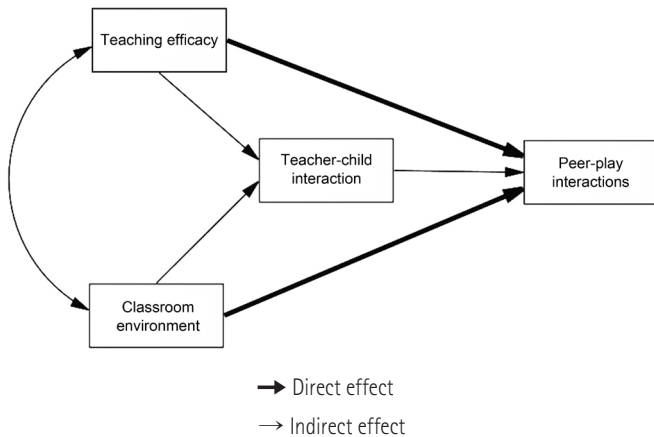 Teaching efficacy
Teacher-child
interaction
Peer-play
interactions
Classroom
environment
Direct effect
Indirect effect